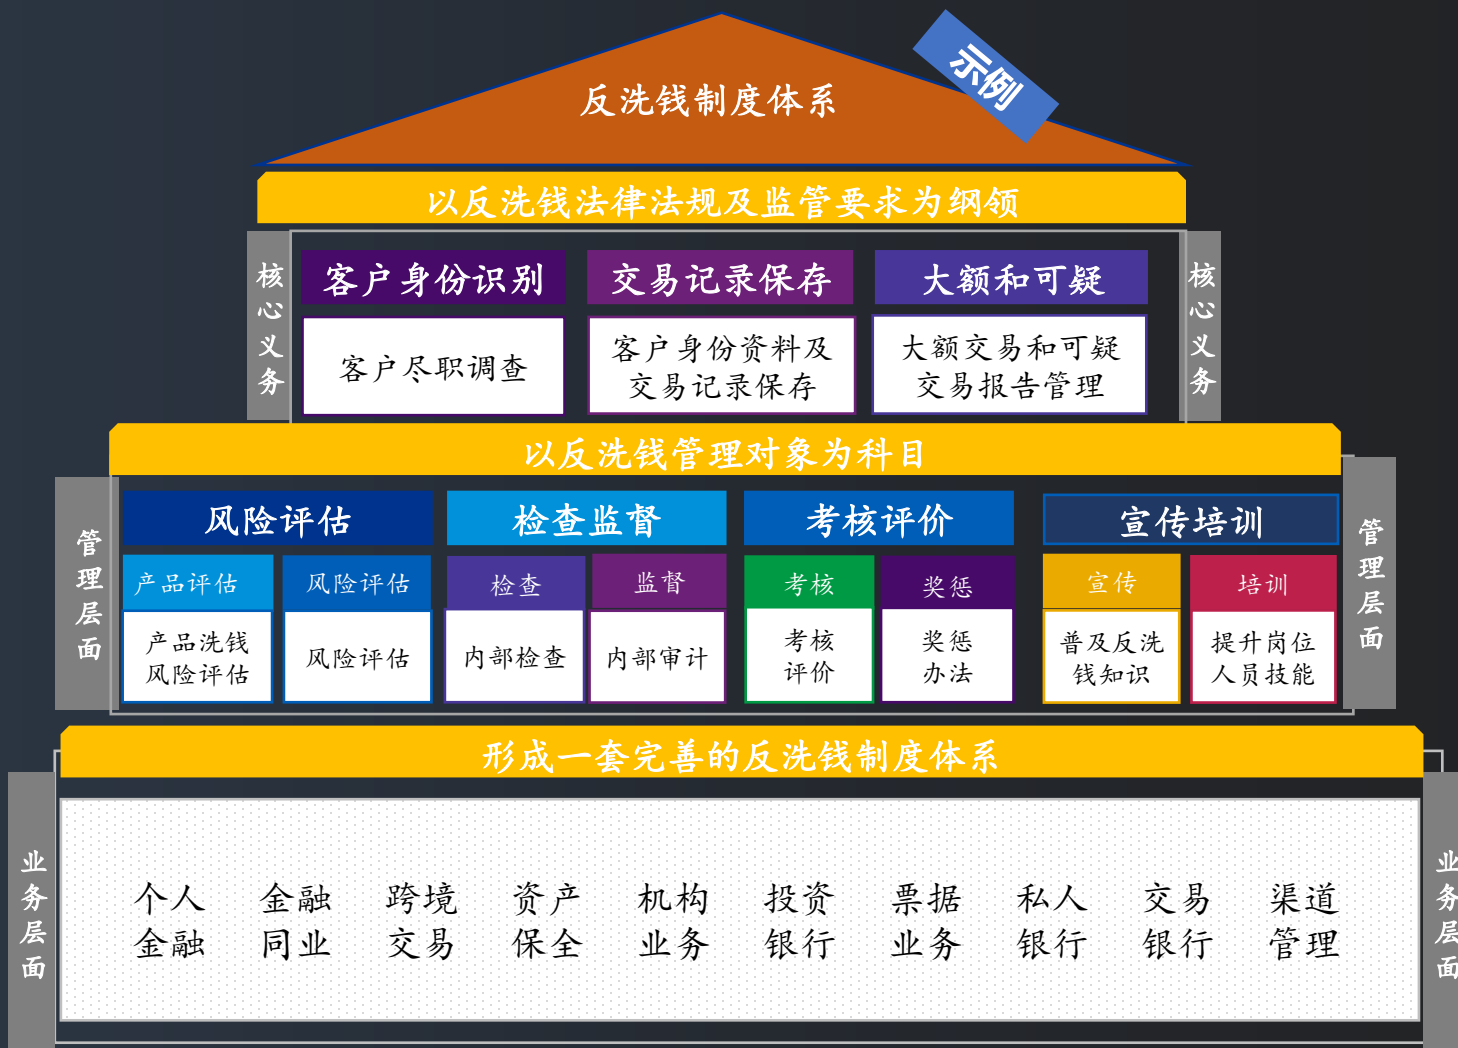 反洗钱制度体系
示例
以反洗钱法律法规及监管要求为纲领
核心义务
客户身份识别
交易记录保存
大额和可疑
核心义务
客户尽职调查
客户身份资料及
交易记录保存
大额交易和可疑
交易报告管理
以反洗钱管理对象为科目
管理层面
风险评估
检查监督
考核评价
宣传培训
管理层面
产品评估
风险评估
检查
监督
考核
奖惩
宣传
培训
产品洗钱
风险评估
风险评估
内部检查
内部审计
考核
评价
奖惩
办法
普及反洗
钱知识
提升岗位
人员技能
形成一套完善的反洗钱制度体系
业务层面
个人
金融
金融
同业
跨境
交易
资产
保全
机构
业务
投资
银行
票据
业务
私人
银行
交易
银行
渠道
管理
业务层面